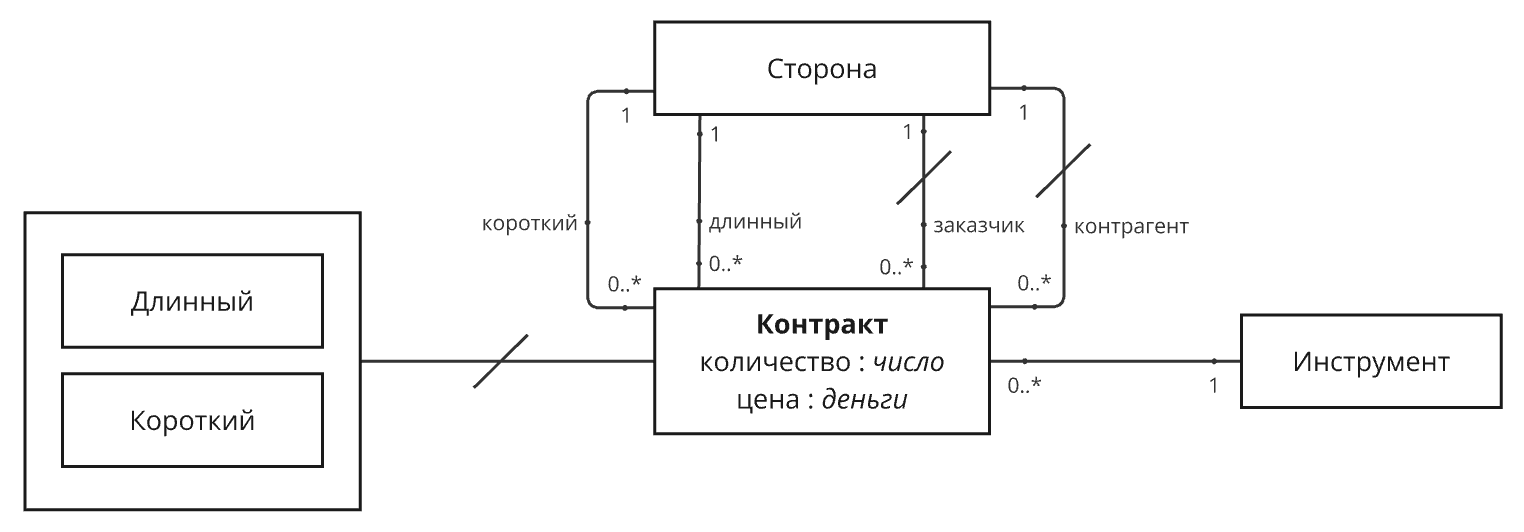 Сторона
1
1
1
1
короткий
длинный
заказчик
контрагент
0..*
0..*
0..*
0..*
Длинный
Короткий
Контракт
количество : число
цена : деньги
0..*
1
Инструмент